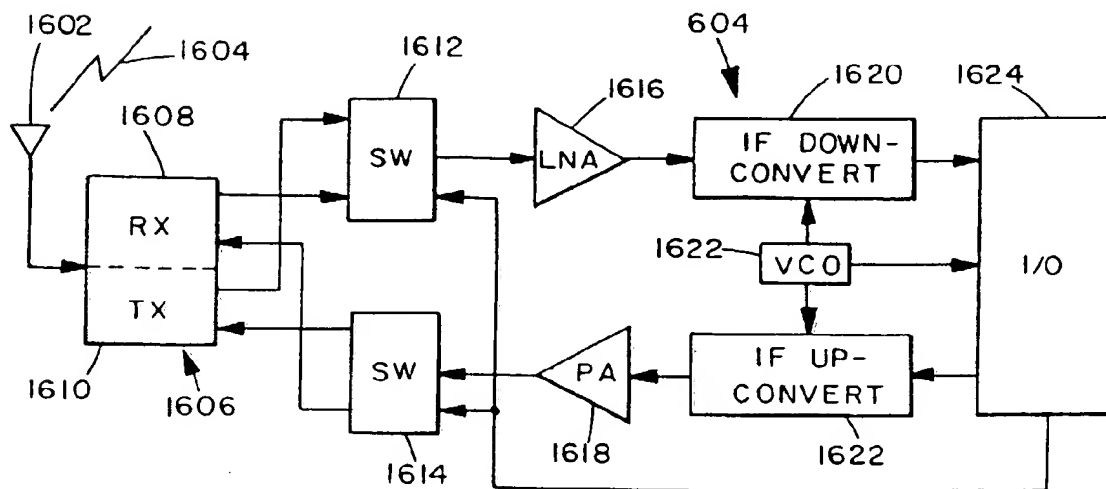 1602
1604
604
1612
1616
1620
1624
1608
SW
LNA
IF DOWN-
CONVERT
RX
1622
VCO
I/O
TX
SW
PA
IF UP-
CONVERT
1610
1606
1614
1618
1622